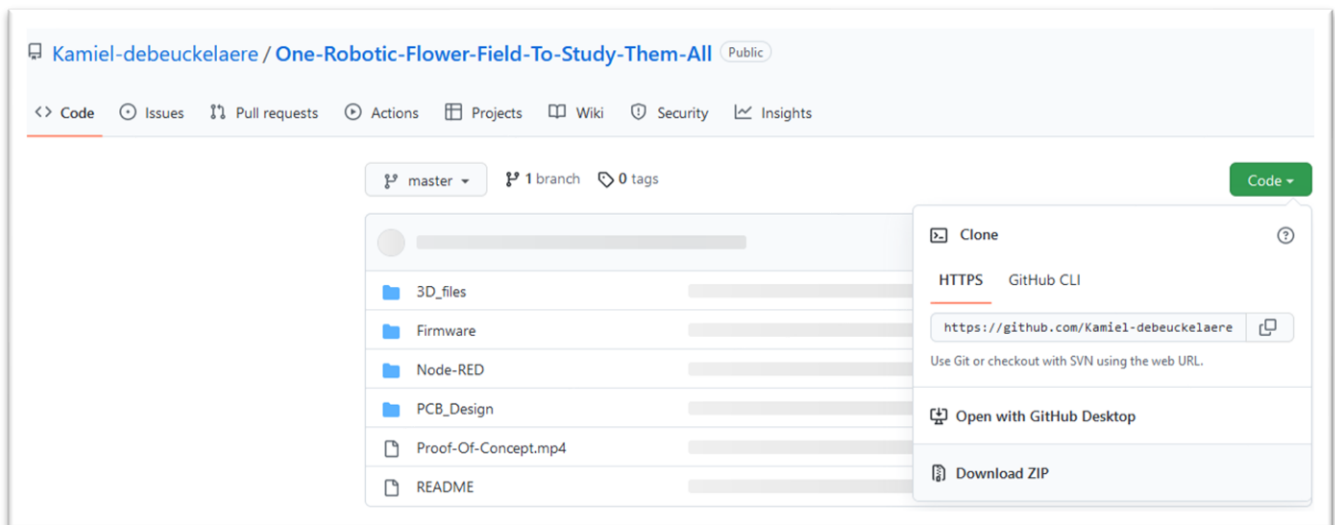 Kamiel-debeuckelaere / One-Robotic-Flower-Field-To-Study-Them-All Public
<> Code Issues Pull requests Actions Projects Wiki Security Insights
master 1 branch 0 tags Code
Clone
HTTPS GitHub CLI
3D_files
https://github.com/Kamiel-debeuckelaere
Firmware
Use Git or checkout with SVN using the web URL.
Node-RED
PCB_Design
Open with GitHub Desktop
Proof-Of-Concept.mp4
Download ZIP
README